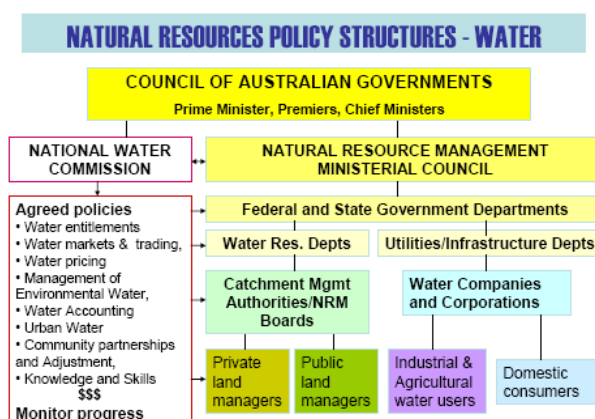 NATURAL RESOURCES POLICY STRUCTURES - WATER
COUNCIL OF AUSTRALIAN GOVERNMENTS
Prime Minister, Premiers, Chief Ministers
NATIONAL WATER
COMMISSION
NATURAL RESOURCE MANAGEMENT
MINISTERIAL COUNCIL
Agreed policies
• Water entitlements
• Water markets & trading,
• Water pricing
• Management of
Environmental Water,
• Water Accounting
• Urban Water
• Community partnerships
and Adjustment,
• Knowledge and Skills
$$$
Monitor progress
Federal and State Government Departments
Water Res. Depts
Utilities/Infrastructure Depts
Catchment Mgmt
Authorities/NRM
Boards
Water Companies
and Corporations
Private
land
managers
Public
land
managers
Industrial &
Agricultural
water users
Domestic
consumers